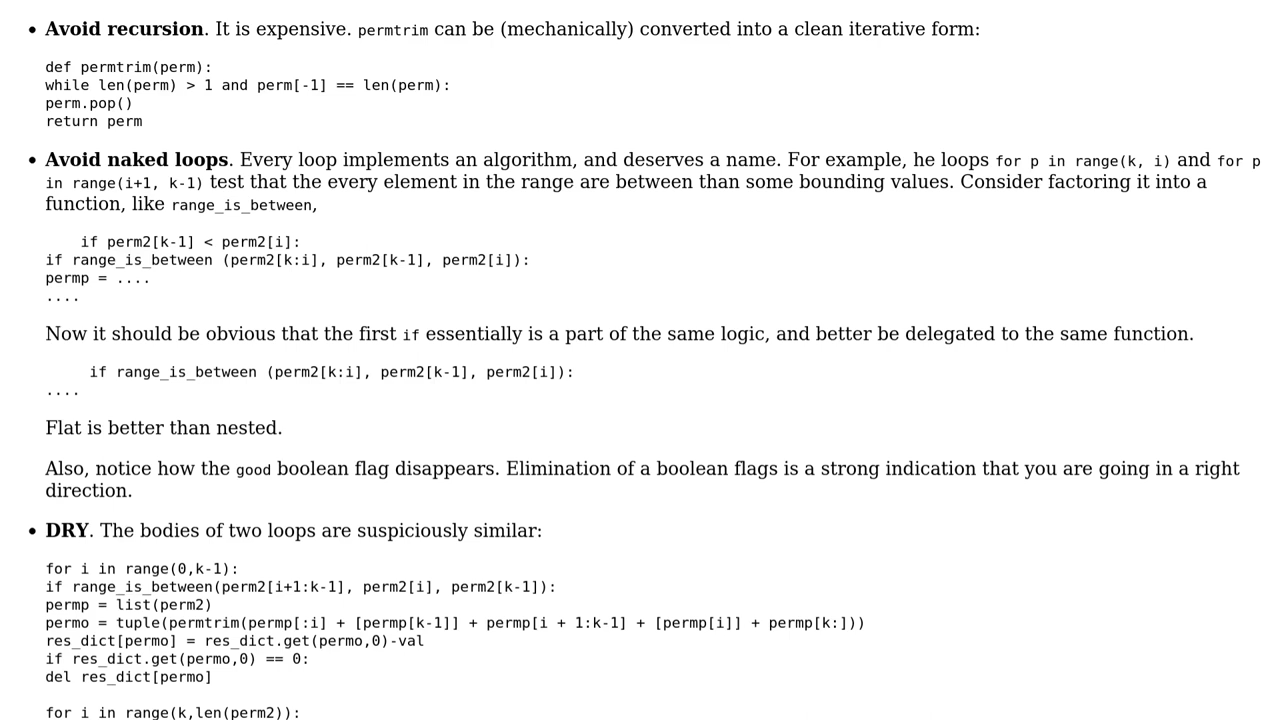 • Avoid recursion. It is expensive. permtrim can be (mechanically) converted into a clean iterative form:
def permtrim(perm):
while len(perm) > 1 and perm[-1] == len(perm):
perm.pop()
return perm
• Avoid naked loops. Every loop implements an algorithm, and deserves a name. For example, he loops for p in range(k, i) and for p
in range(i+1, k-1) test that the every element in the range are between than some bounding values. Consider factoring it into a
function, like range_is_between,
if perm2[k-1] < perm2[i]:
if range_is_between (perm2[k:i], perm2[k-1], perm2[i]):
permp = ....
....
Now it should be obvious that the first if essentially is a part of the same logic, and better be delegated to the same function.
if range_is_between (perm2[k:i], perm2[k-1], perm2[i]):
....
Flat is better than nested.
Also, notice how the good boolean flag disappears. Elimination of a boolean flags is a strong indication that you are going in a right
direction.
• DRY. The bodies of two loops are suspiciously similar:
for i in range(0,k-1):
if range_is_between(perm2[i+1:k-1], perm2[i], perm2[k-1]):
permp = list(perm2)
permo = tuple(permtrim(permp[:i] + [permp[k-1]] + permp[i + 1:k-1] + [permp[i]] + permp[k:]))
res_dict[permo] = res_dict.get(permo,0)-val
if res_dict.get(permo,0) == 0:
del res_dict[permo]
for i in range(k,len(perm2)):